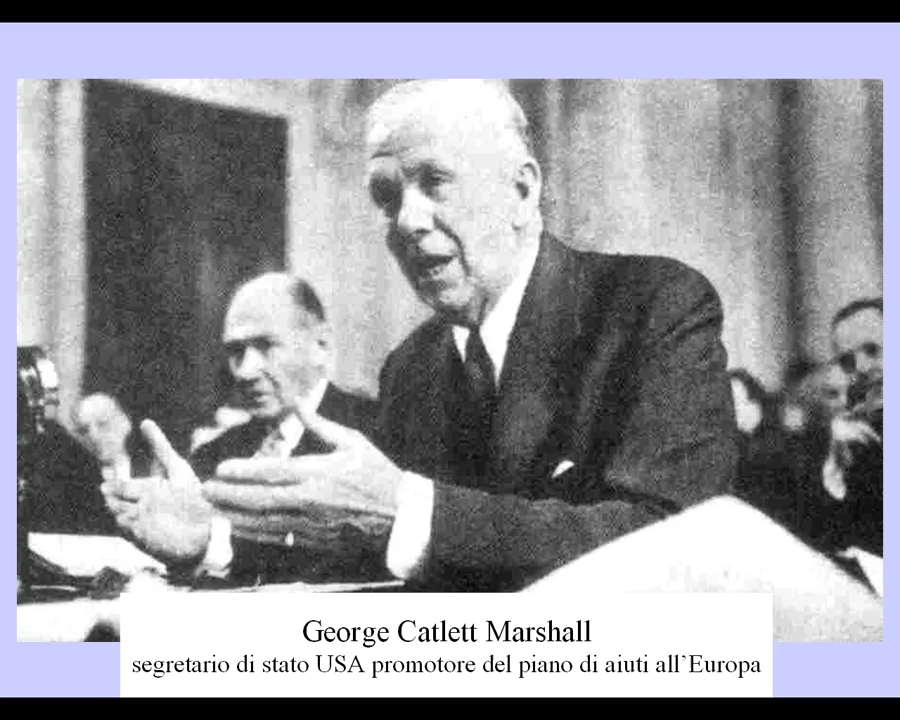 George Catlett Marshall
segretario di stato USA promotore del piano di aiuti all’Europa